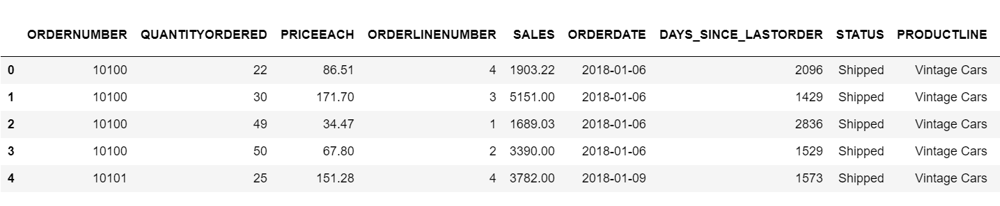 ORDERNUMBER QUANTITYORDERED PRICEEACH ORDERLINENUMBER SALES ORDERDATE DAYS_SINCE_LASTORDER STATUS PRODUCTLINE
0 10100 22 86.51 4 1903.22 2018-01-06 2096 Shipped Vintage Cars
1 10100 30 171.70 3 5151.00 2018-01-06 1429 Shipped Vintage Cars
2 10100 49 34.47 1 1689.03 2018-01-06 2836 Shipped Vintage Cars
3 10100 50 67.80 2 3390.00 2018-01-06 1529 Shipped Vintage Cars
4 10101 25 151.28 4 3782.00 2018-01-09 1573 Shipped Vintage Cars